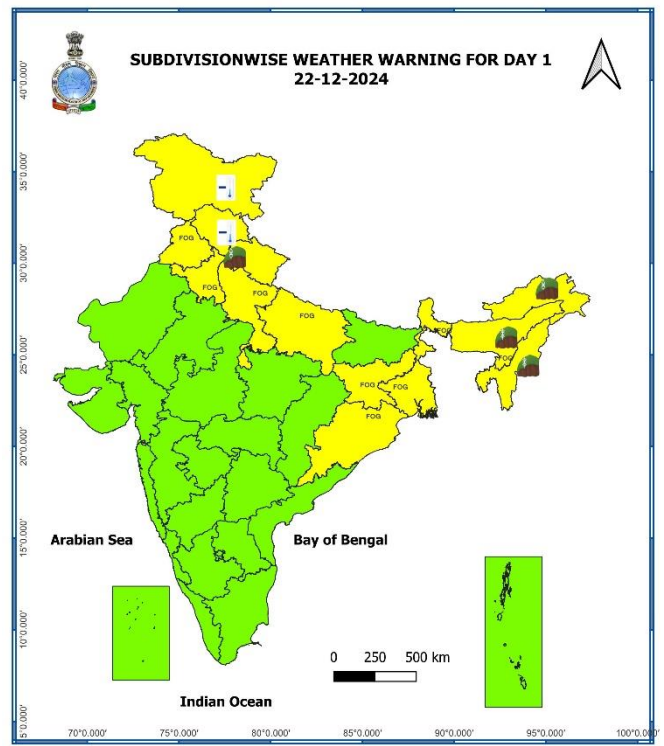 SUBDIVISIONWISE WEATHER WARNING FOR DAY 1
22-12-2024
40°0.000'
35°0.000'
30°0.000'
25°0.000'
20°0.000'
15°0.000'
10°0.000'
5°0.000'
FOG
FOG
FOG
FOG
FOG
FOG
FOG
FOG
FOG
Arabian Sea
Bay of Bengal
0 250 500 km
Indian Ocean
70°0.000' 75°0.000' 80°0.000' 85°0.000' 90°0.000' 95°0.000' 100°0.000'